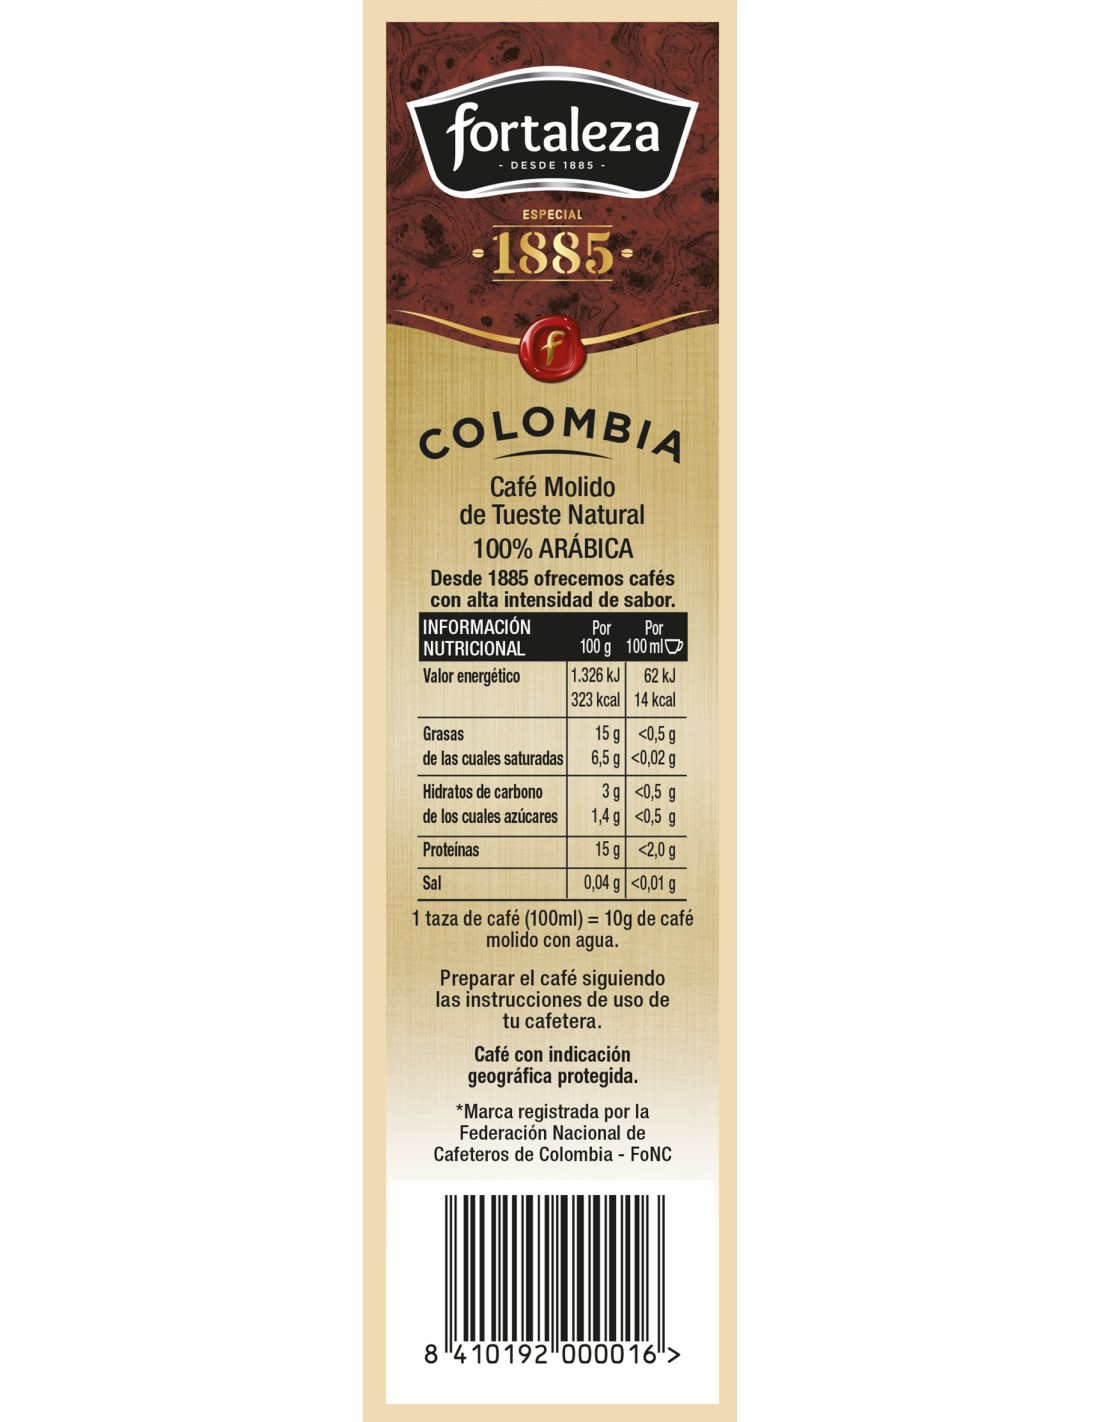 fortaleza
- DESDE 1885 -
ESPECIAL
1885
f
COLOMBIA
Café Molido
de Tueste Natural
100% ARÁBICA
Desde 1885 ofrecemos cafés
con alta intensidad de sabor.
INFORMACIÓN NUTRICIONAL Por 100 g Por 100 ml
Valor energético 1.326 kJ 62 kJ
323 kcal 14 kcal
Grasas 15 g <0,5 g
de las cuales saturadas 6,5 g <0,02 g
Hidratos de carbono 3 g <0,5 g
de los cuales azúcares 1,4 g <0,5 g
Proteínas 15 g <2,0 g
Sal 0,04 g <0,01 g
1 taza de café (100ml) = 10g de café
molido con agua.
Preparar el café siguiendo
las instrucciones de uso de
tu cafetera.
Café con indicación
geográfica protegida.
*Marca registrada por la
Federación Nacional de
Cafeteros de Colombia - FoNC
8 410192 000016 >